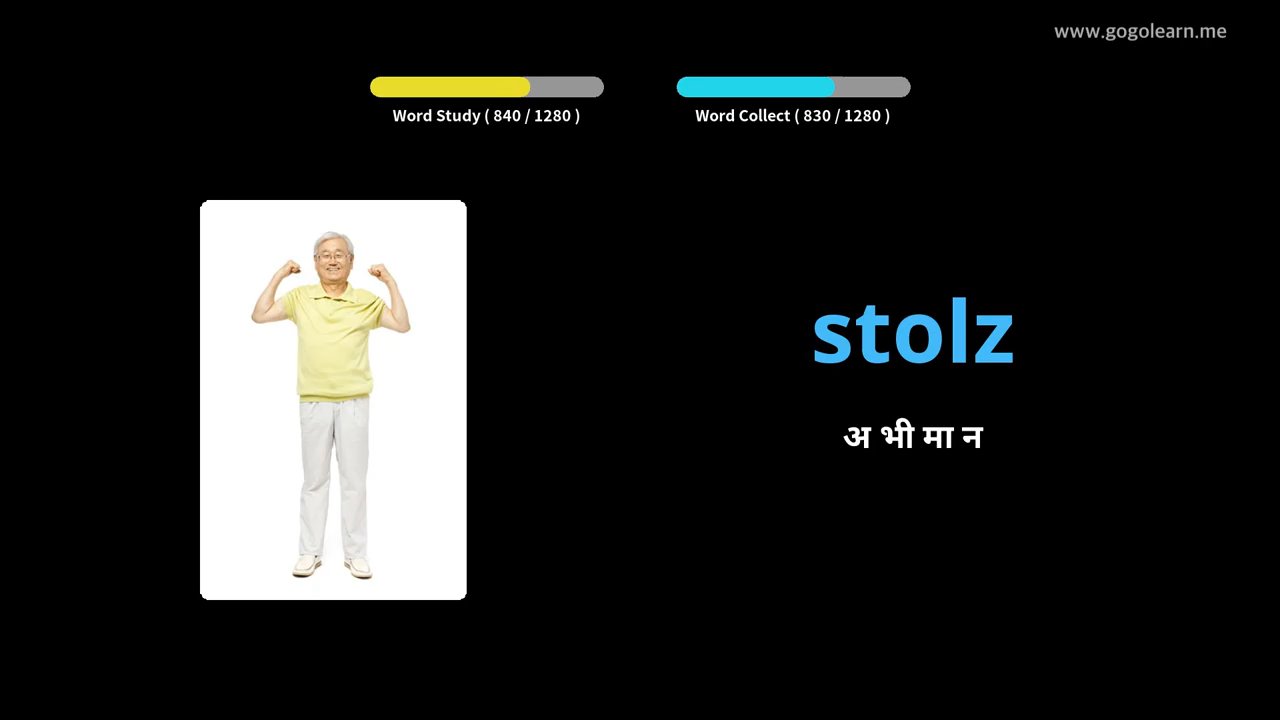 www.gogolearn.me
Word Study ( 840 / 1280 )
Word Collect ( 830 / 1280 )
stolz
अ भी मा न